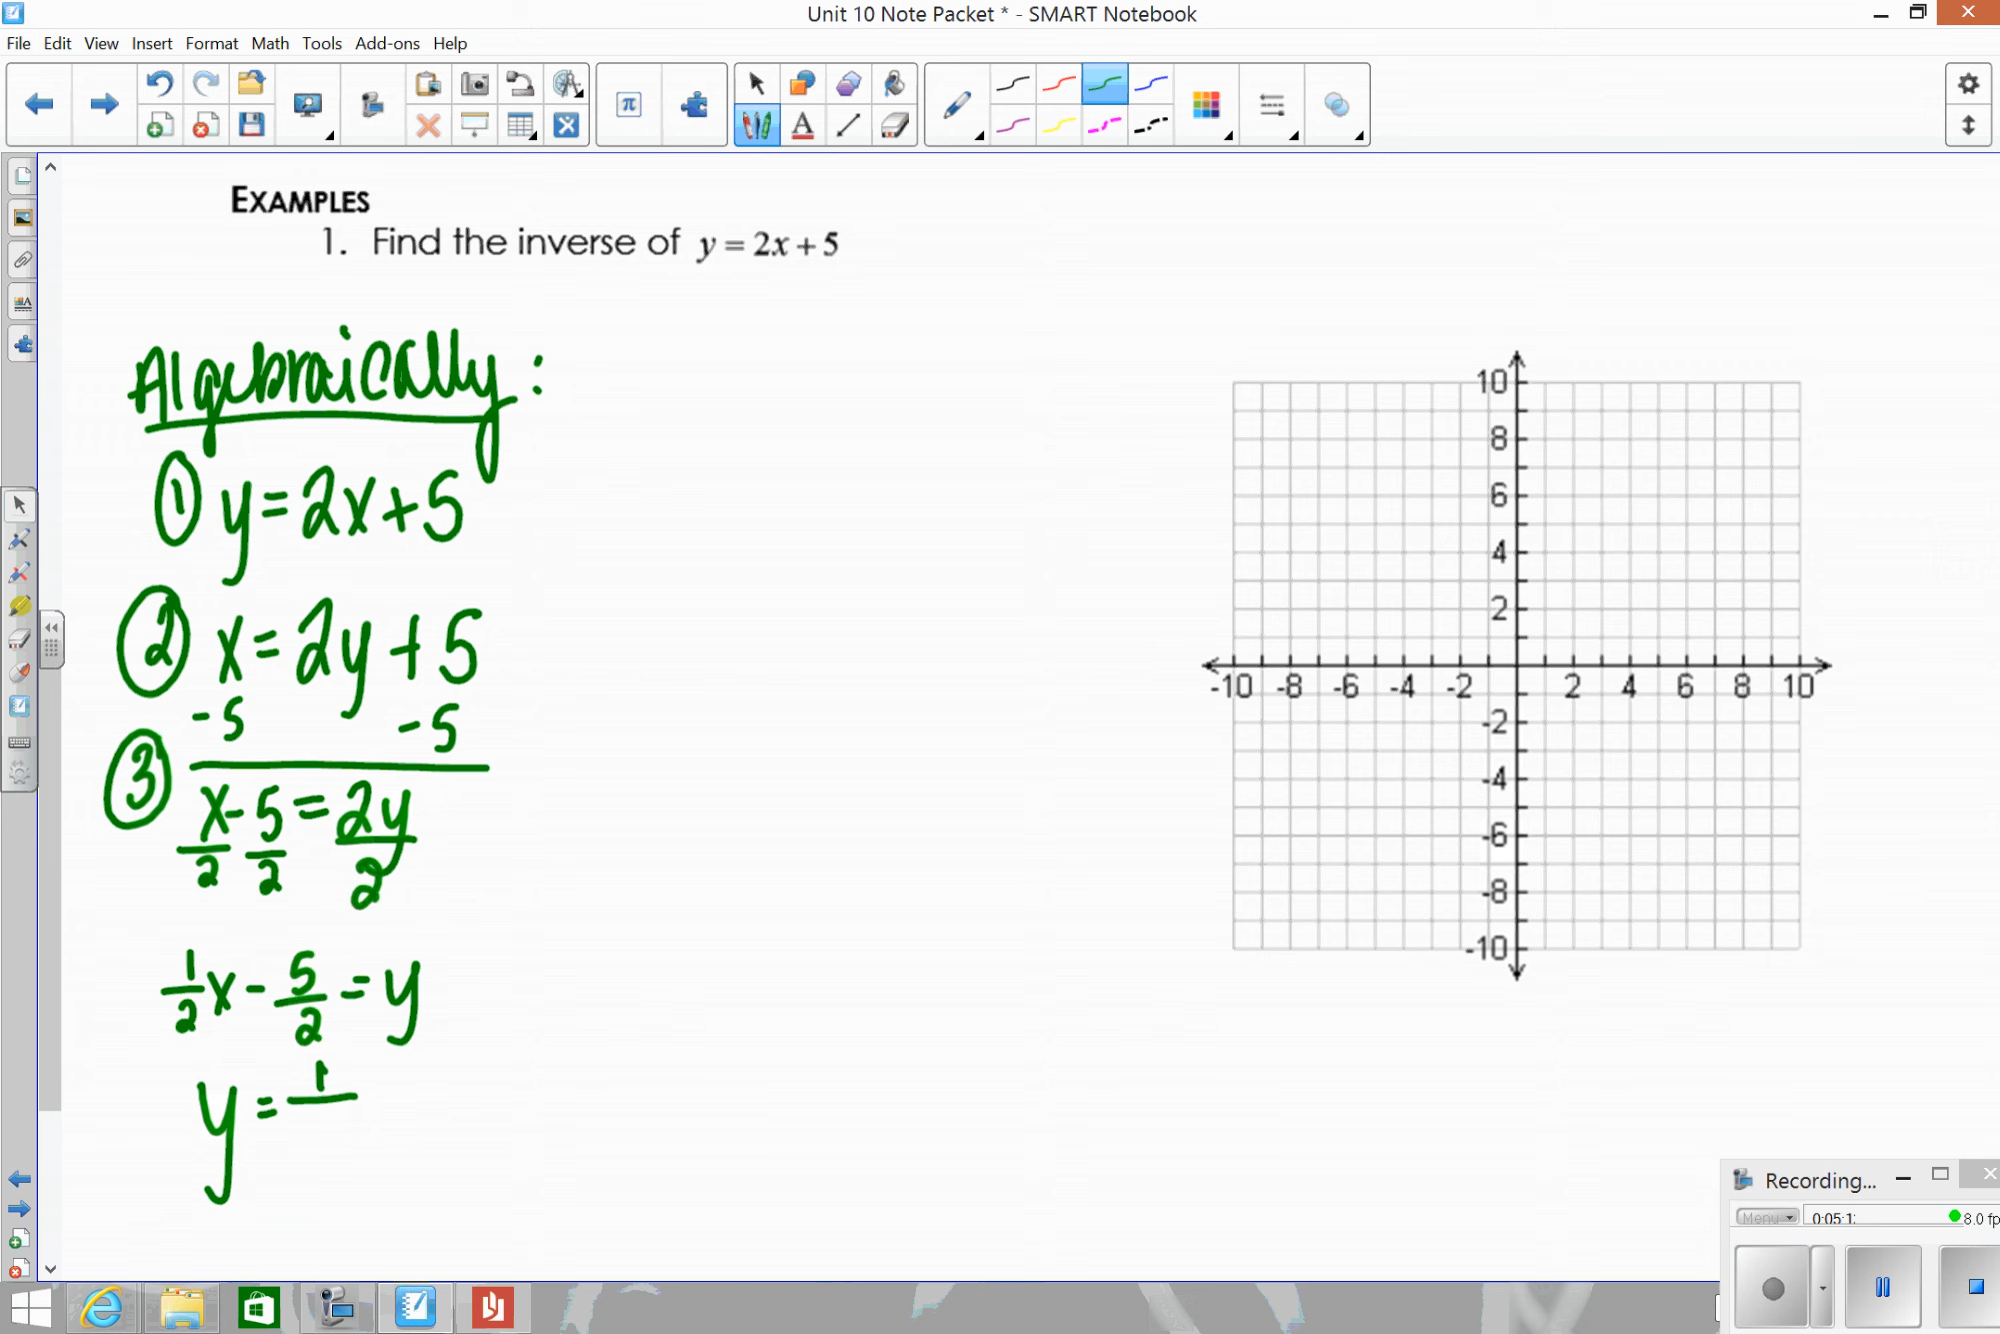 Unit 10 Note Packet * - SMART Notebook
File Edit View Insert Format Math Tools Add-ons Help
EXAMPLES
1. Find the inverse of y = 2x + 5
Algebraically:
① y = 2x + 5
② x = 2y + 5
-5 -5
③ x - 5 = 2y
2 2 2
1/2 x - 5/2 = y
y = 1
10
8
6
4
2
-10 -8 -6 -4 -2 2 4 6 8 10
-2
-4
-6
-8
-10
Recording...
Menu 0:05:1 8.0 fp